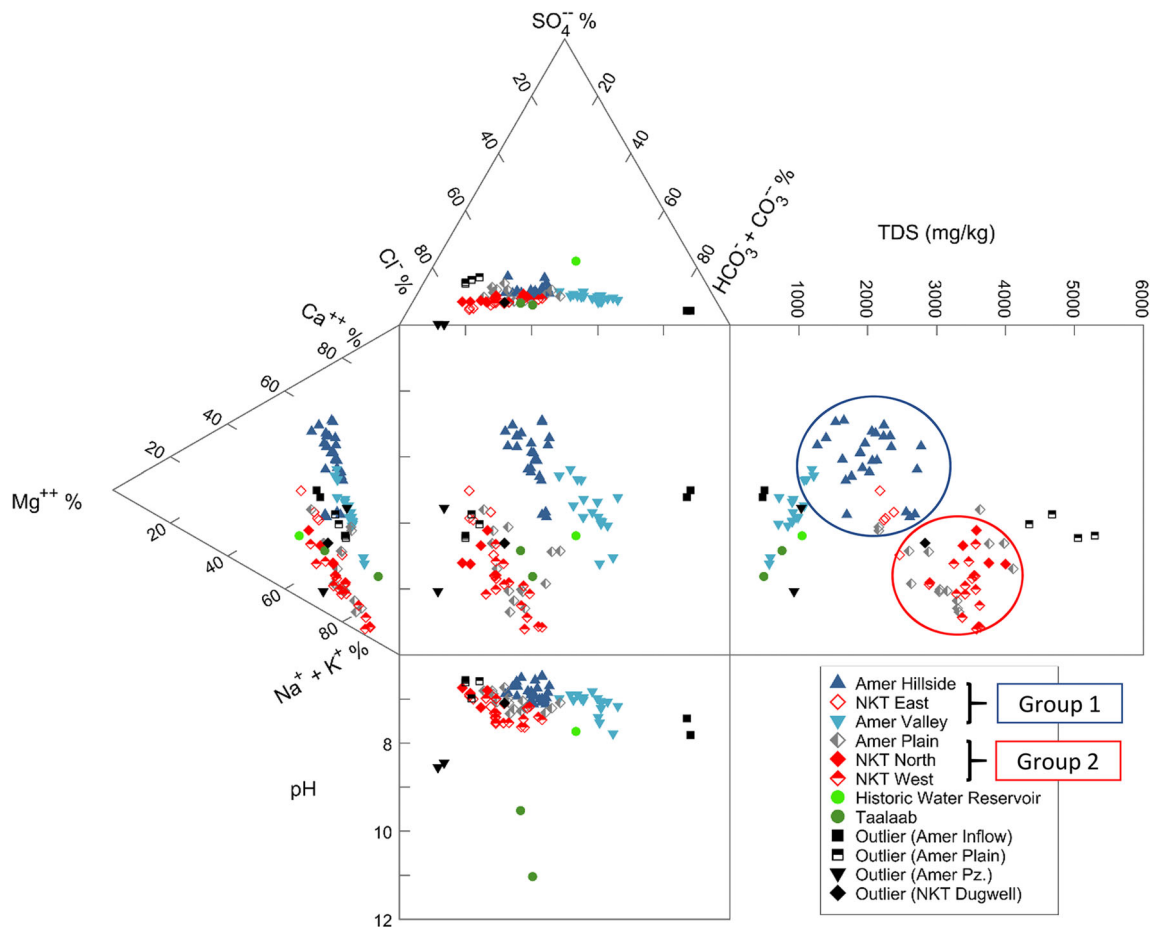 SO₄⁻⁻ %
20
20
40
40
60
60
80
80
Cl⁻ %
HCO₃⁻ + CO₃⁻⁻ %
TDS (mg/kg)
1000
2000
3000
4000
5000
6000
Ca⁺⁺ %
80
60
40
20
Mg⁺⁺ %
20
40
60
80
Na⁺ + K⁺ %
8
pH
10
12
Amer Hillside
NKT East
Amer Valley
Group 1
Amer Plain
NKT North
NKT West
Group 2
Historic Water Reservoir
Taalaab
Outlier (Amer Inflow)
Outlier (Amer Plain)
Outlier (Amer Pz.)
Outlier (NKT Dugwell)